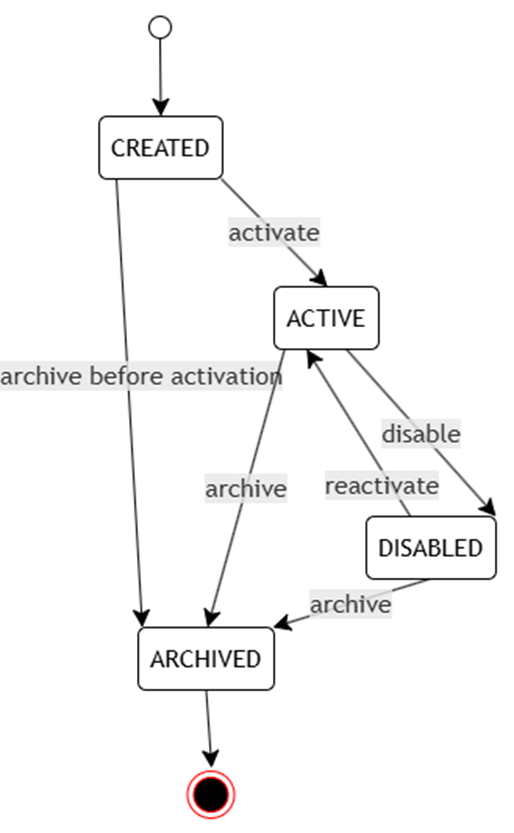 CREATED
activate
ACTIVE
archive before activation
disable
archive
reactivate
DISABLED
archive
ARCHIVED